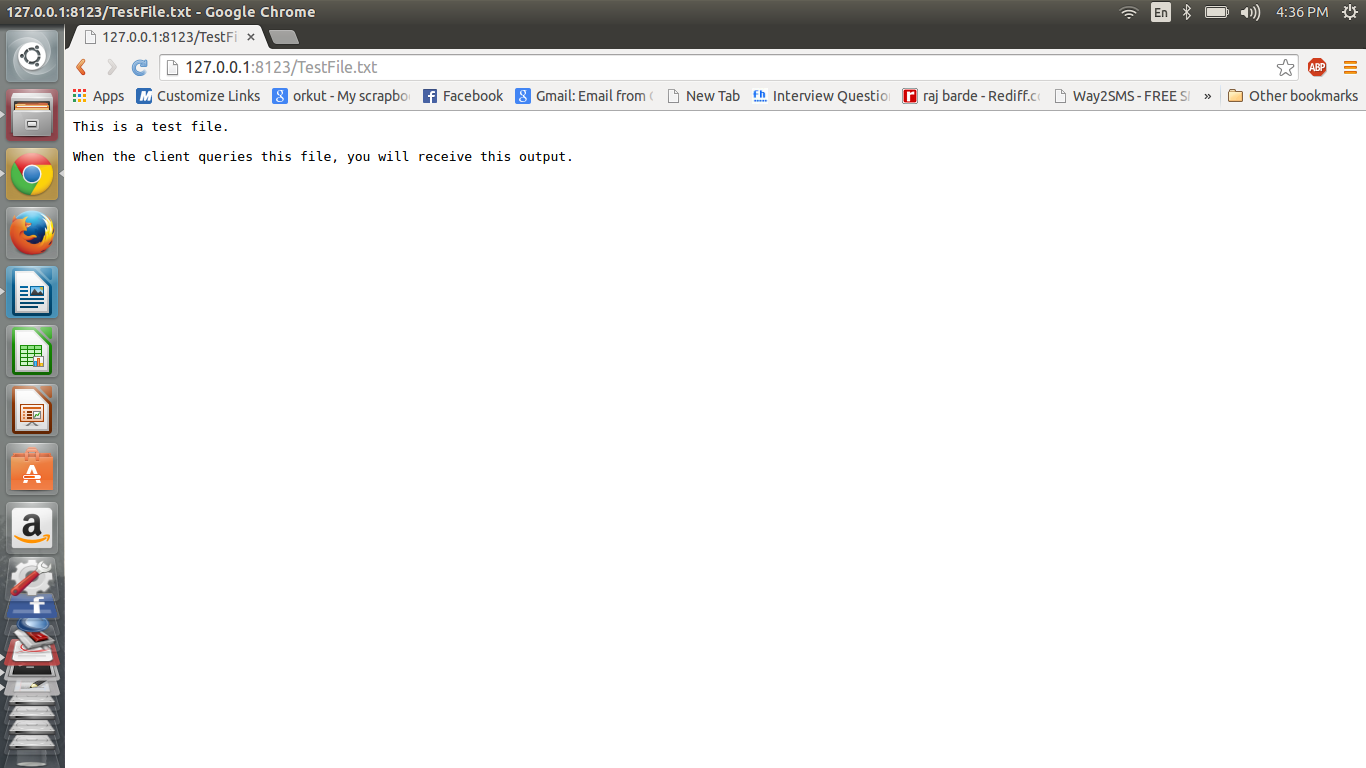 127.0.0.1:8123/TestFile.txt - Google Chrome
En
4:36 PM
127.0.0.1:8123/TestFi
127.0.0.1:8123/TestFile.txt
ABP
Apps
Customize Links
orkut - My scrapbo
Facebook
Gmail: Email from
New Tab
Interview Questio
raj barde - Rediff.c
Way2SMS - FREE S
»
Other bookmarks
This is a test file.
When the client queries this file, you will receive this output.